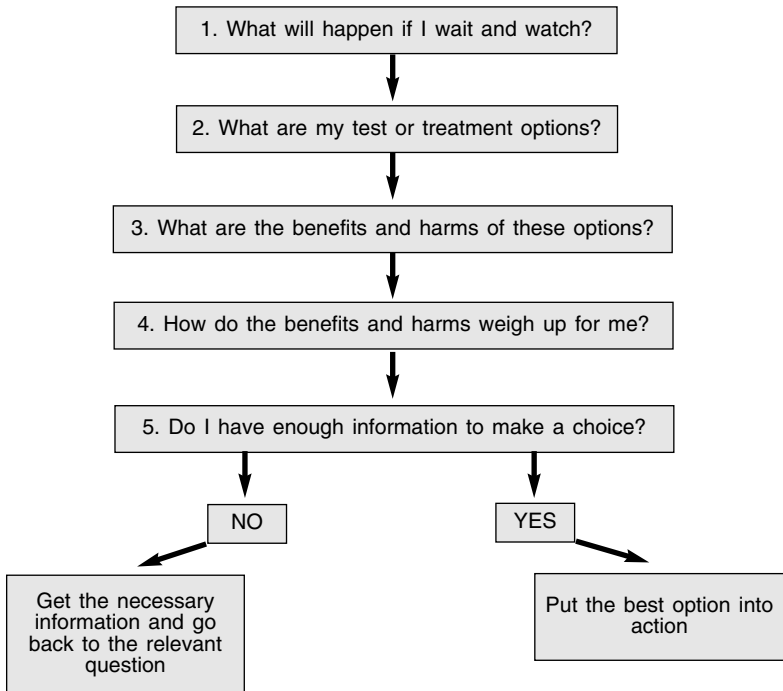 1. What will happen if I wait and watch?
2. What are my test or treatment options?
3. What are the benefits and harms of these options?
4. How do the benefits and harms weigh up for me?
5. Do I have enough information to make a choice?
NO
YES
Get the necessary
information and go
back to the relevant
question
Put the best option into
action